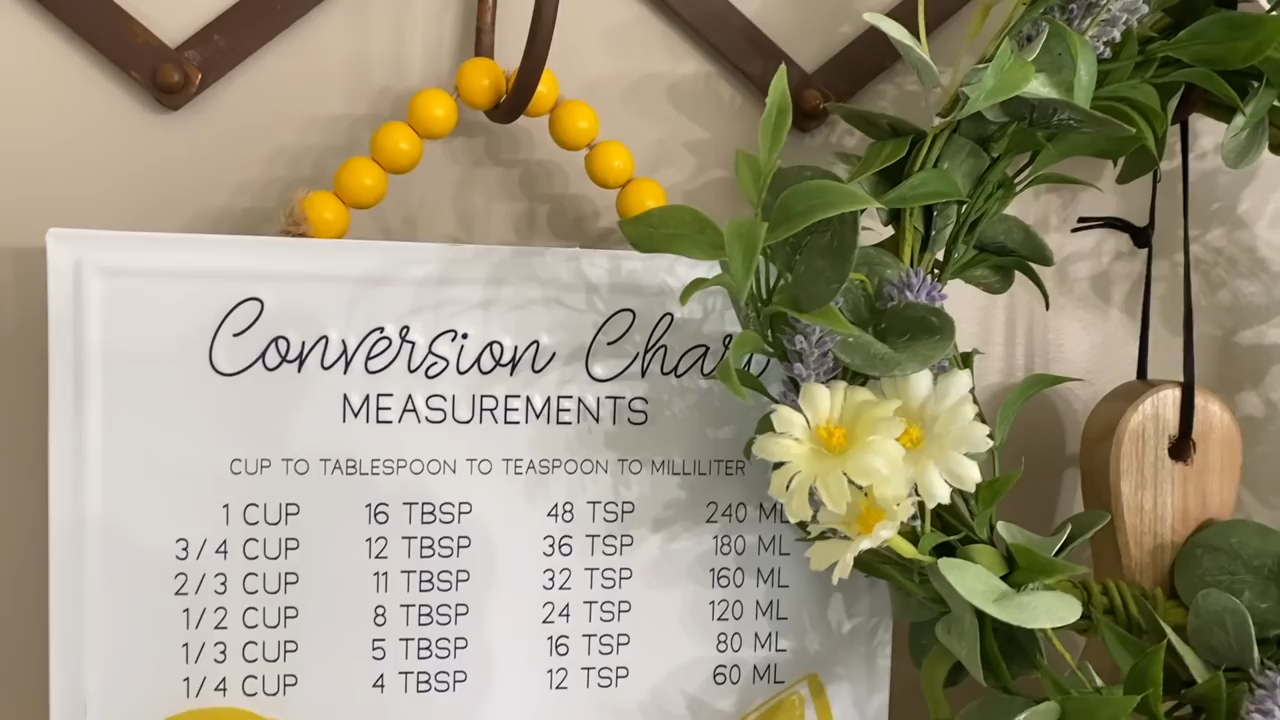 Conversion Chart
MEASUREMENTS
CUP TO TABLESPOON TO TEASPOON TO MILLILITER
1 CUP 16 TBSP 48 TSP 240 ML
3/4 CUP 12 TBSP 36 TSP 180 ML
2/3 CUP 11 TBSP 32 TSP 160 ML
1/2 CUP 8 TBSP 24 TSP 120 ML
1/3 CUP 5 TBSP 16 TSP 80 ML
1/4 CUP 4 TBSP 12 TSP 60 ML